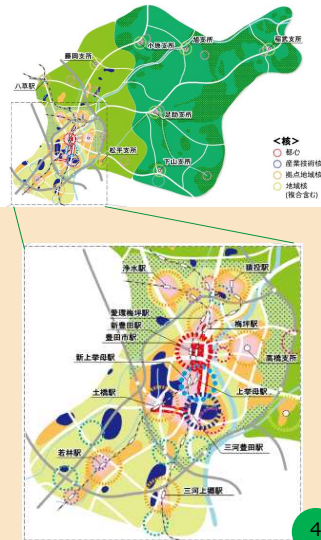 稲武支所
旭支所
小原支所
藤岡支所
八草駅
足助支所
松平支所
下山支所
＜核＞
都心
産業技術核
拠点地域核
地域核
(複合含む)
浄水駅
猿投駅
愛環梅坪駅
新豊田駅
梅坪駅
豊田市駅
新上挙母駅
高橋支所
土橋駅
上挙母駅
三河豊田駅
若林駅
三河上郷駅
4